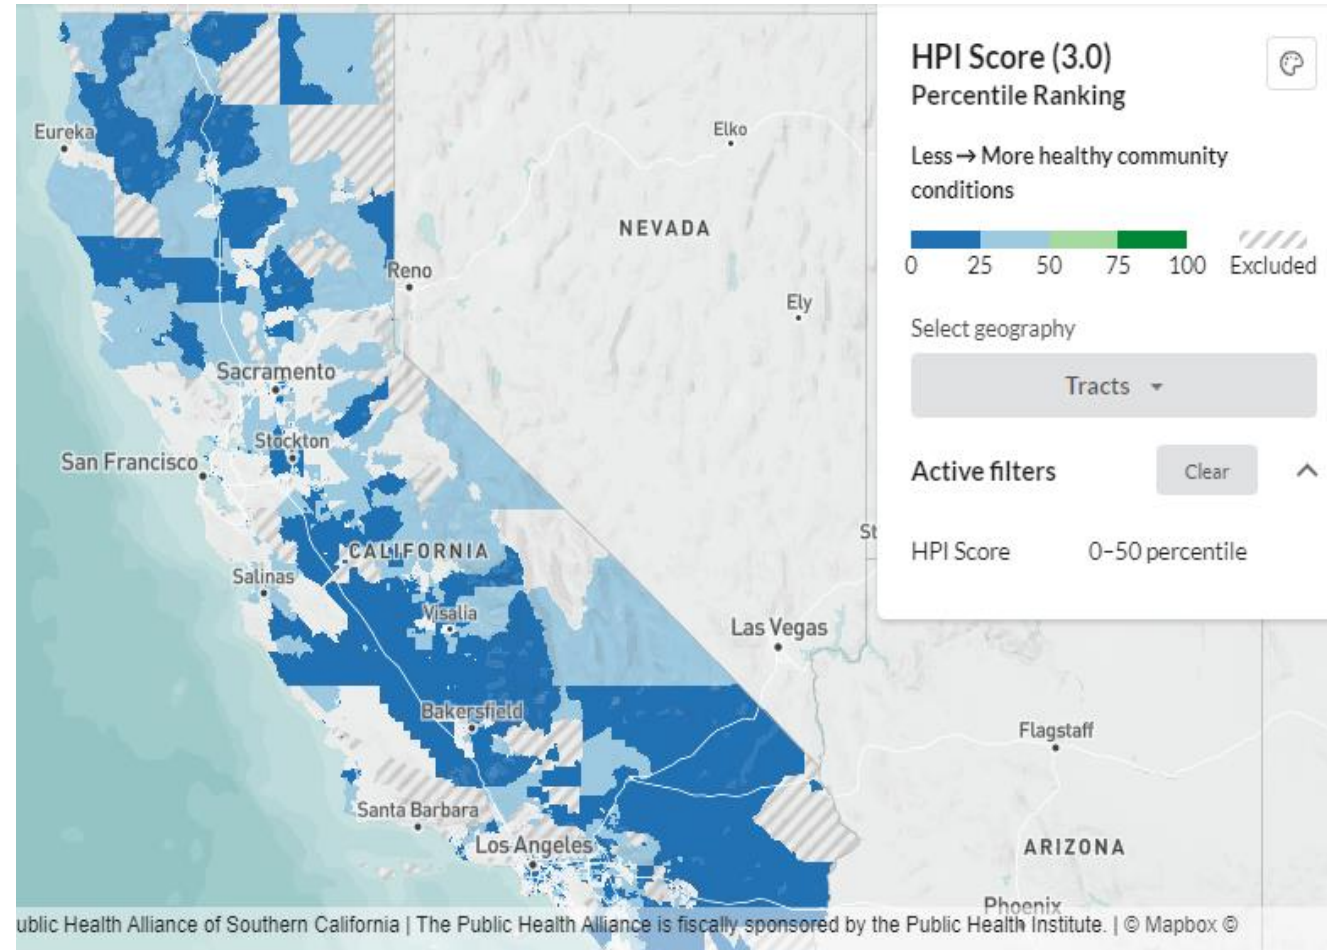 HPI Score (3.0)
Percentile Ranking
Less → More healthy community
conditions
0 25 50 75 100 Excluded
Select geography
Tracts
Active filters Clear
HPI Score 0–50 percentile
Eureka
Elko
NEVADA
Reno
Ely
Sacramento
Stockton
San Francisco
St
CALIFORNIA
Salinas
Visalia
Las Vegas
Bakersfield
Flagstaff
Santa Barbara
Los Angeles
ARIZONA
Phoenix
ublic Health Alliance of Southern California | The Public Health Alliance is fiscally sponsored by the Public Health Institute. | © Mapbox ©